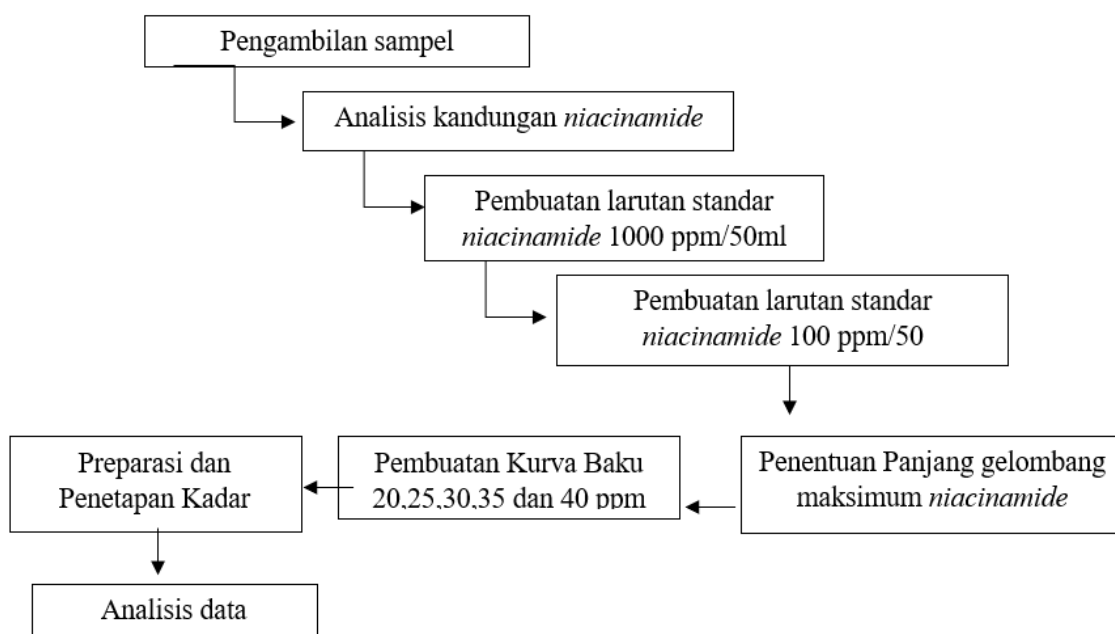 Pengambilan sampel
Analisis kandungan niacinamide
Pembuatan larutan standar
niacinamide 1000 ppm/50ml
Pembuatan larutan standar
niacinamide 100 ppm/50
Penentuan Panjang gelombang
maksimum niacinamide
Pembuatan Kurva Baku
20,25,30,35 dan 40 ppm
Preparasi dan
Penetapan Kadar
Analisis data